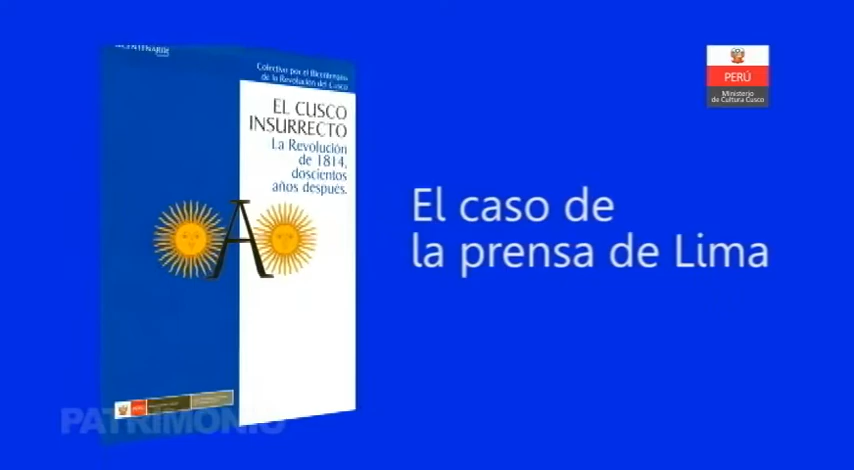 BICENTENARIO
Colectivo por el Bicentenario
de la Revolución del Cusco
EL CUSCO
INSURRECTO
La Revolución
de 1814,
doscientos
años después.
A
El caso de
la prensa de Lima
PERÚ
Ministerio
de Cultura Cusco
PERÚ
PATRIMONIO